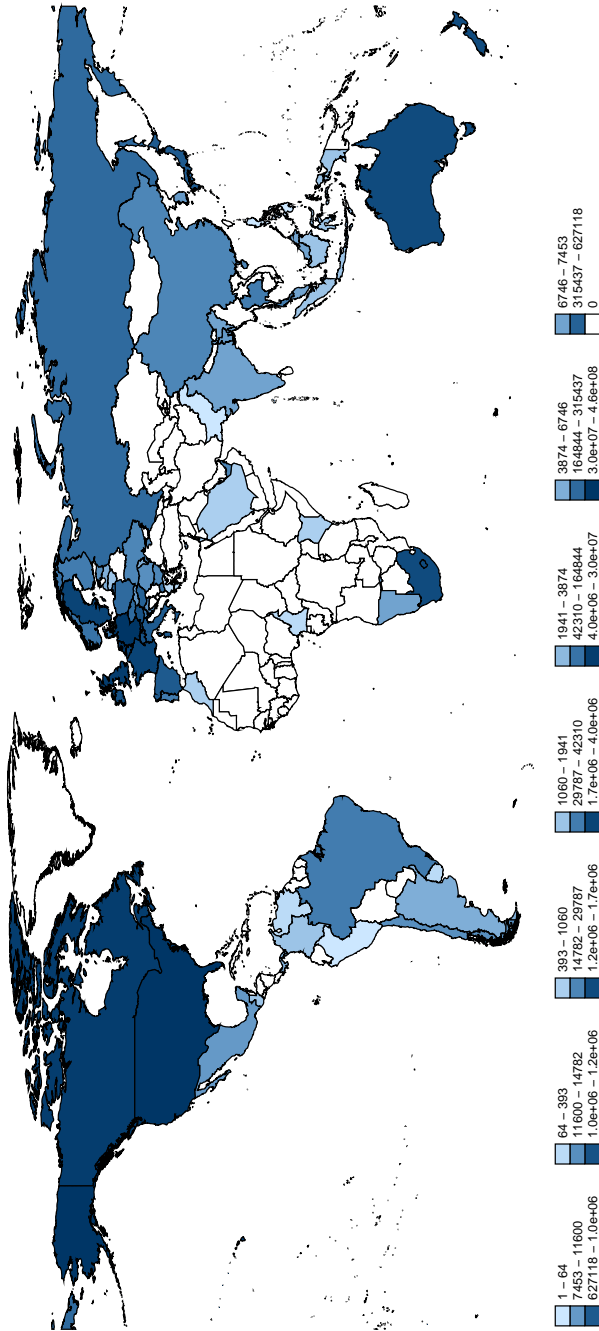 1 − 64
7453 − 11600
627118 − 1.0e+06
64 − 393
11600 − 14782
1.0e+06 − 1.2e+06
393 − 1060
14782 − 29787
1.2e+06 − 1.7e+06
1060 − 1941
29787 − 42310
1.7e+06 − 4.0e+06
1941 − 3874
42310 − 164844
4.0e+06 − 3.0e+07
3874 − 6746
164844 − 315437
3.0e+07 − 4.6e+08
6746 − 7453
315437 − 627118
0